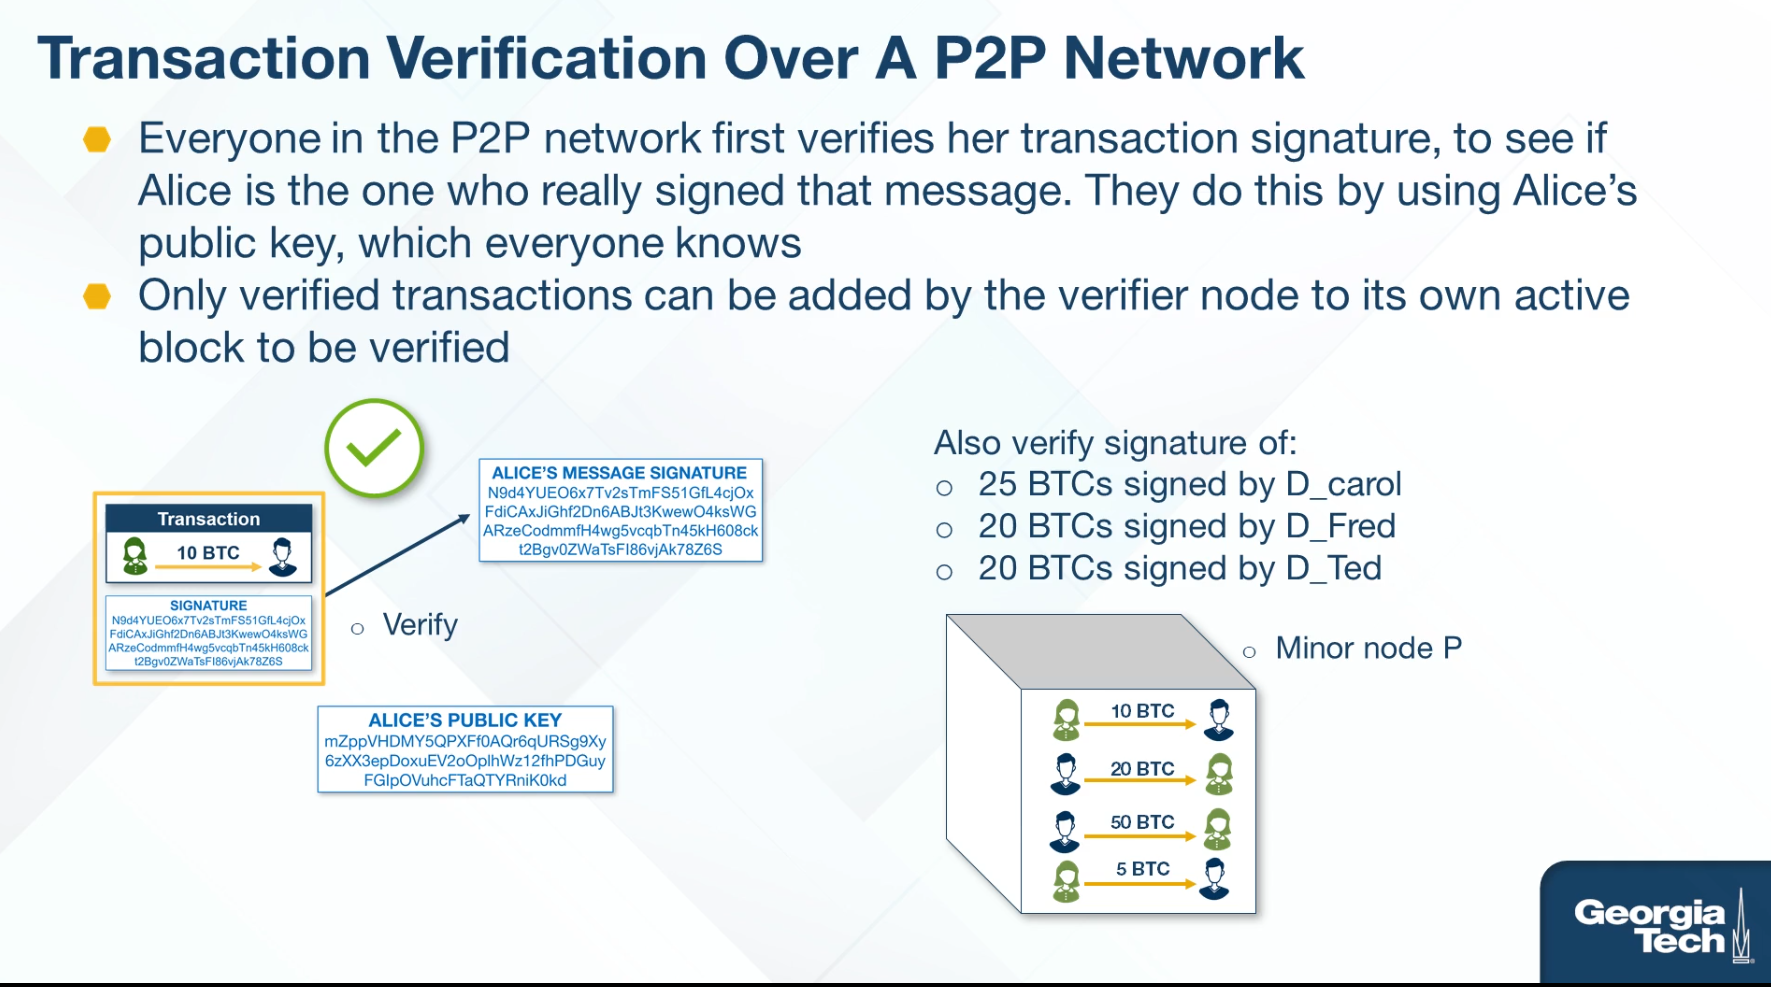 Transaction Verification Over A P2P Network
Everyone in the P2P network first verifies her transaction signature, to see if
Alice is the one who really signed that message. They do this by using Alice's
public key, which everyone knows
Only verified transactions can be added by the verifier node to its own active
block to be verified
Transaction
10 BTC
SIGNATURE
N9d4YUEO6x7Tv2sTmFS51GfL4cjOx
FdiCAxJiGhf2Dn6ABJt3KwewO4ksWG
ARzeCodmmfH4wg5vcqbTn45kH608ck
t2Bgv0ZWaTsFI86vjAk78Z6S
Verify
ALICE'S MESSAGE SIGNATURE
N9d4YUEO6x7Tv2sTmFS51GfL4cjOx
FdiCAxJiGhf2Dn6ABJt3KwewO4ksWG
ARzeCodmmfH4wg5vcqbTn45kH608ck
t2Bgv0ZWaTsFI86vjAk78Z6S
ALICE'S PUBLIC KEY
mZppVHDMY5QPXFf0AQr6qURSg9Xy
6zXX3epDoxuEV2oOplhWz12fhPDGuy
FGIpOVuhcFTaQTYRniK0kd
Also verify signature of:
25 BTCs signed by D_carol
20 BTCs signed by D_Fred
20 BTCs signed by D_Ted
Minor node P
10 BTC
20 BTC
50 BTC
5 BTC
Georgia
Tech